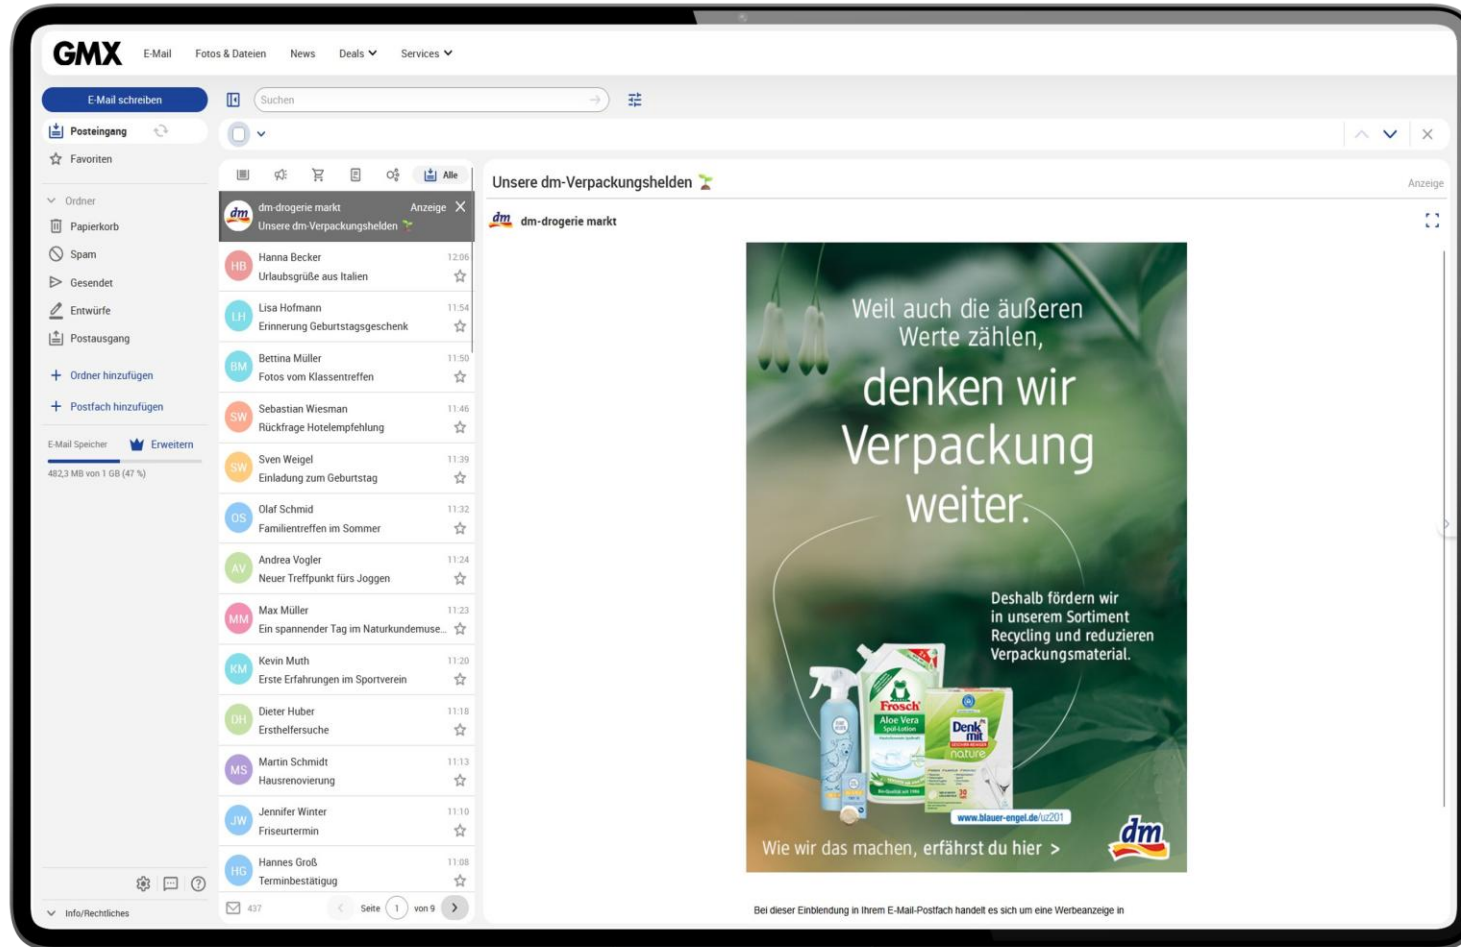 GMX
E-Mail
Fotos & Dateien
News
Deals
Services
E-Mail schreiben
Suchen
Posteingang
Favoriten
Ordner
Papierkorb
Spam
Gesendet
Entwürfe
Postausgang
Ordner hinzufügen
Postfach hinzufügen
E-Mail Speicher
Erweitern
482,3 MB von 1 GB (47 %)
Info/Rechtliches
Alle
dm
dm-drogerie markt
Anzeige
Unsere dm-Verpackungshelden
HB
Hanna Becker
12:06
Urlaubsgrüße aus Italien
LH
Lisa Hofmann
11:54
Erinnerung Geburtstagsgeschenk
BM
Bettina Müller
11:50
Fotos vom Klassentreffen
SW
Sebastian Wiesman
11:46
Rückfrage Hotelempfehlung
SW
Sven Weigel
11:39
Einladung zum Geburtstag
OS
Olaf Schmid
11:32
Familientreffen im Sommer
AV
Andrea Vogler
11:24
Neuer Treffpunkt fürs Joggen
MM
Max Müller
11:23
Ein spannender Tag im Naturkundemuse...
KM
Kevin Muth
11:20
Erste Erfahrungen im Sportverein
DH
Dieter Huber
11:18
Ersthelfersuche
MS
Martin Schmidt
11:13
Hausrenovierung
JW
Jennifer Winter
11:10
Friseurtermin
HG
Hannes Groß
11:08
Terminbestätigug
437
Seite 1 von 9
Unsere dm-Verpackungshelden
Anzeige
dm
dm-drogerie markt
Weil auch die äußeren
Werte zählen,
denken wir
Verpackung
weiter.
Deshalb fördern wir
in unserem Sortiment
Recycling und reduzieren
Verpackungsmaterial.
Frosch
Aloe Vera
Spül-Lotion
Denk
mit
nature
www.blauer-engel.de/uz201
dm
Wie wir das machen, erfährst du hier >
Bei dieser Einblendung in Ihrem E-Mail-Postfach handelt es sich um eine Werbeanzeige in